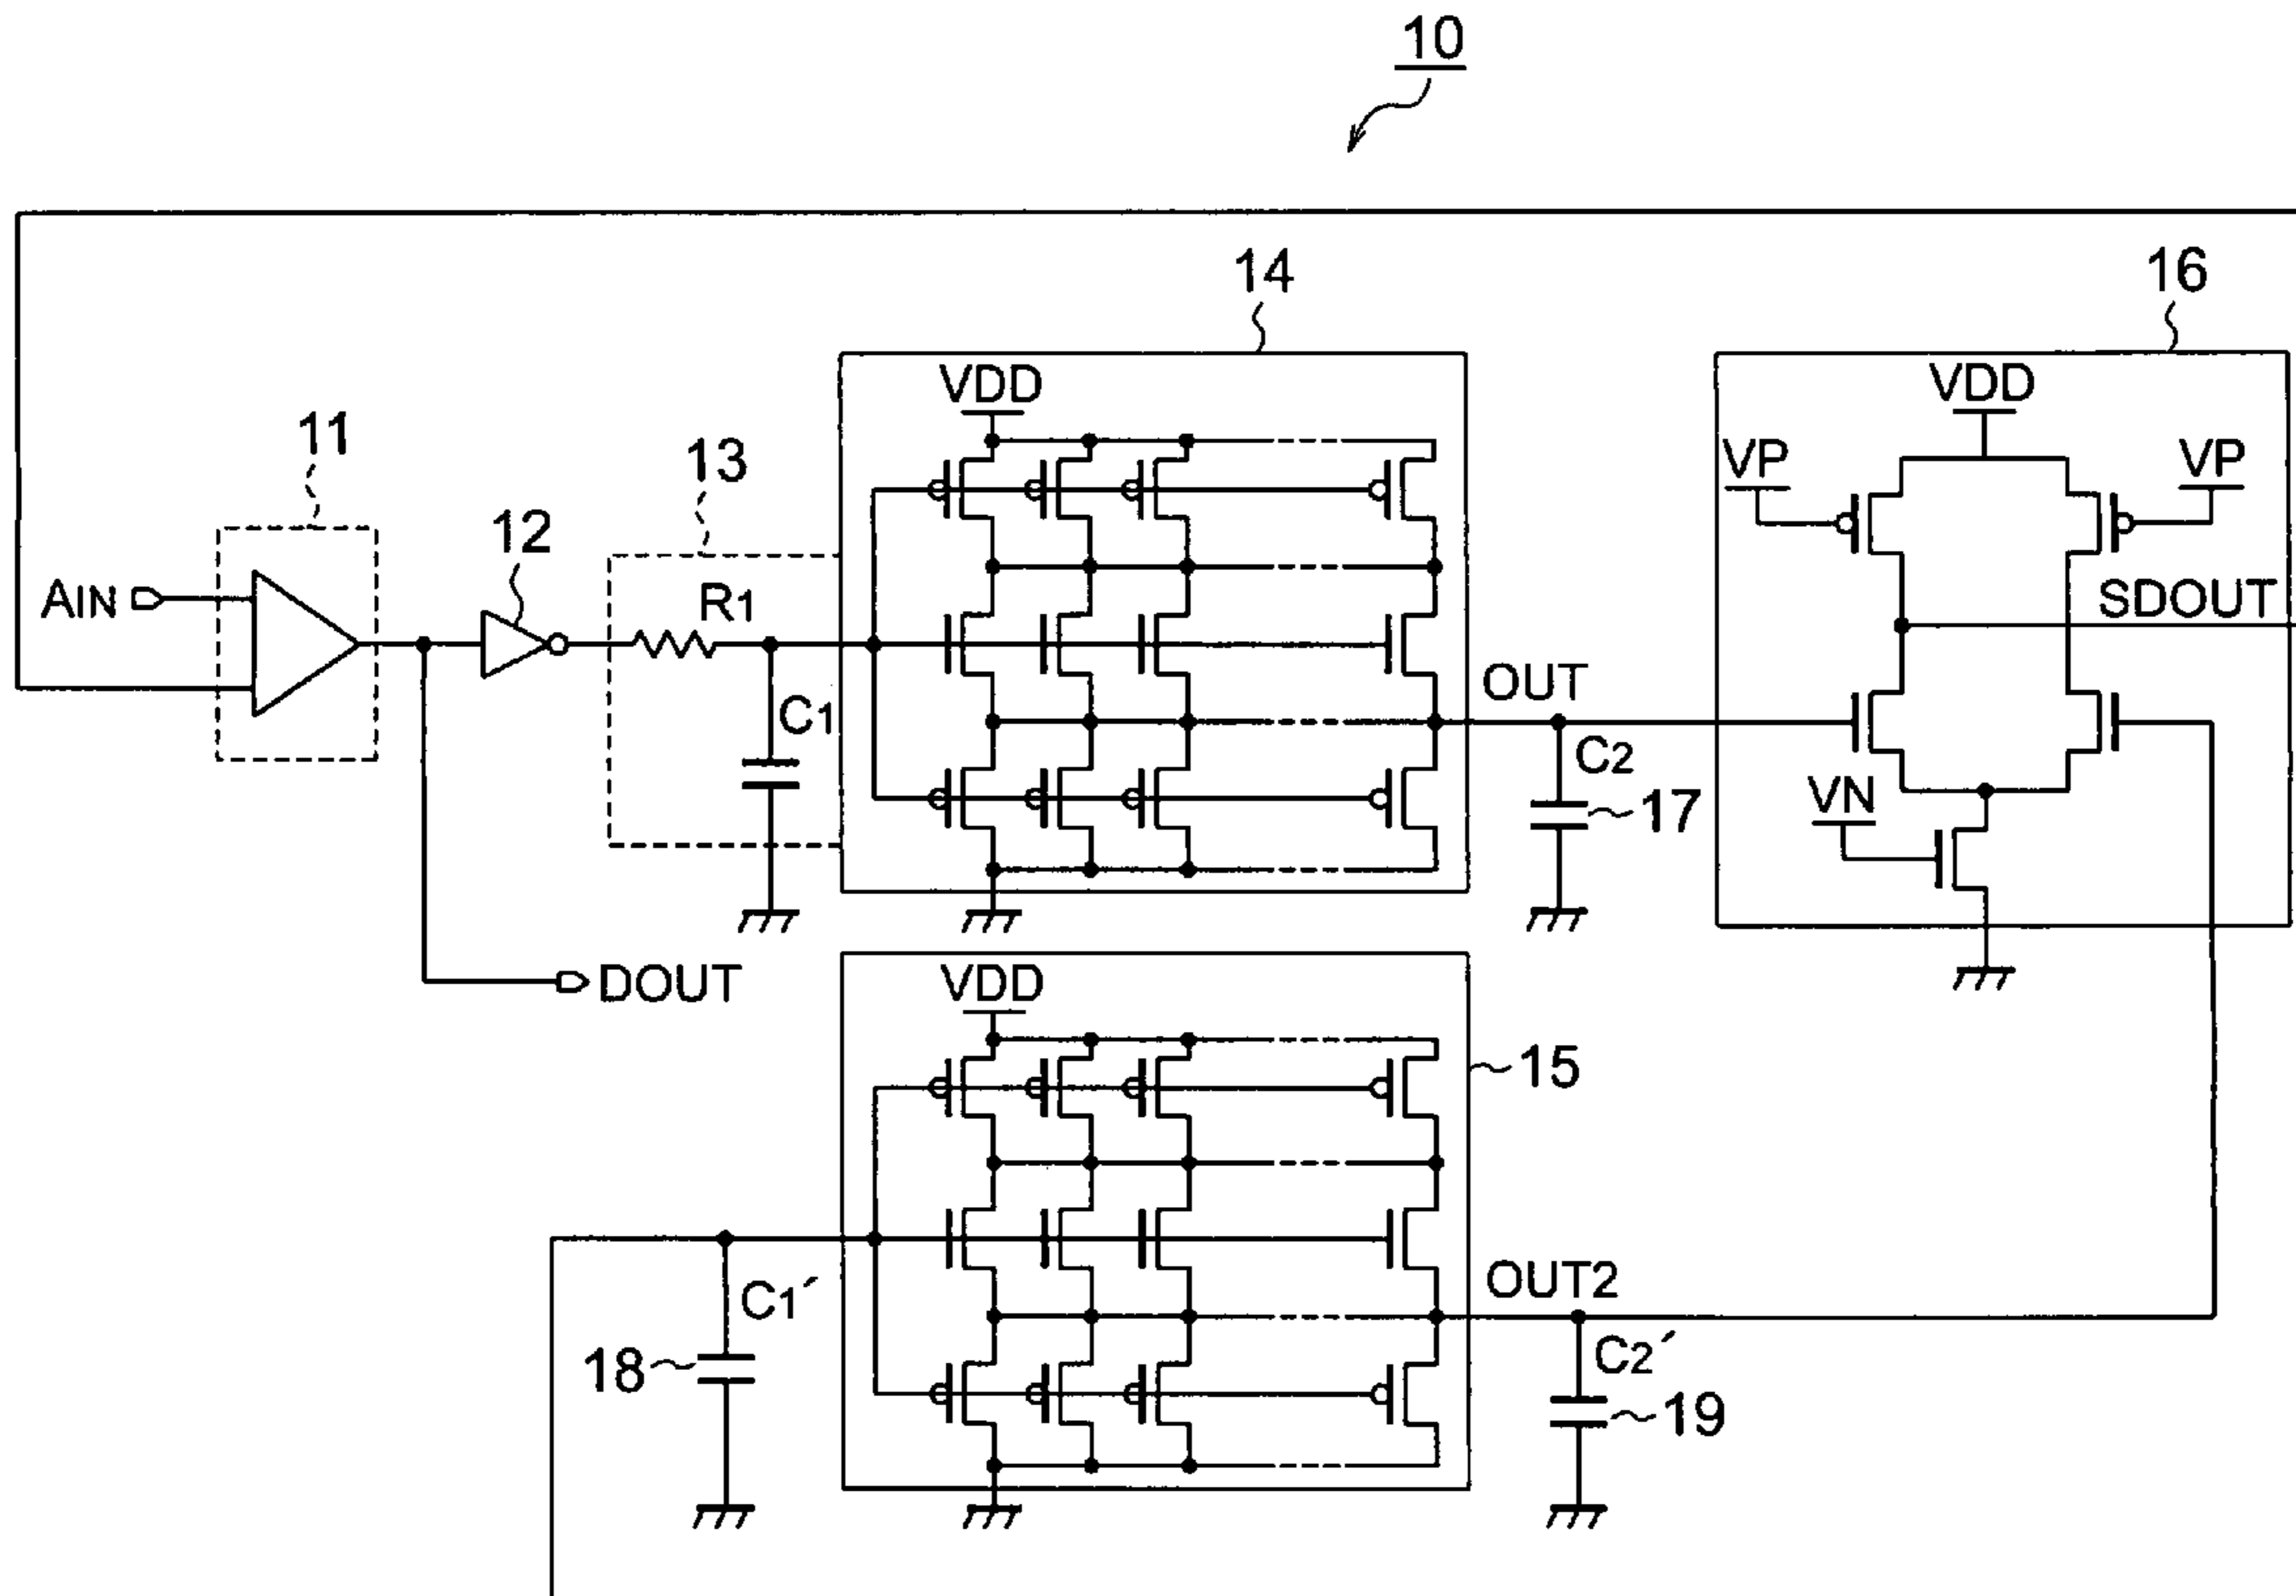 10
14
16
VDD
VDD
11
13
VP
VP
12
AIN
R1
SDOUT
OUT
C1
C2
VN
17
DOUT
VDD
15
OUT2
C1´
C2´
18
19